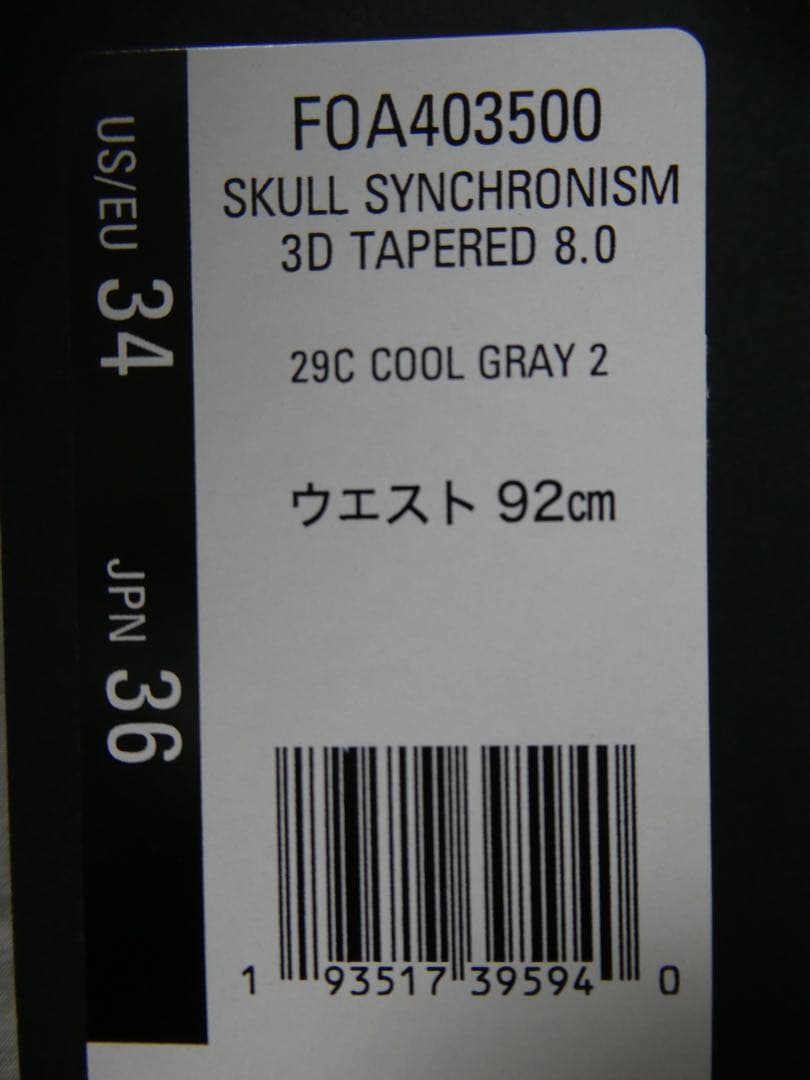 FOA403500
SKULL SYNCHRONISM
3D TAPERED 8.0
29C COOL GRAY 2
ウエスト 92cm
US/EU 34
JPN 36
1 93517 39594 0